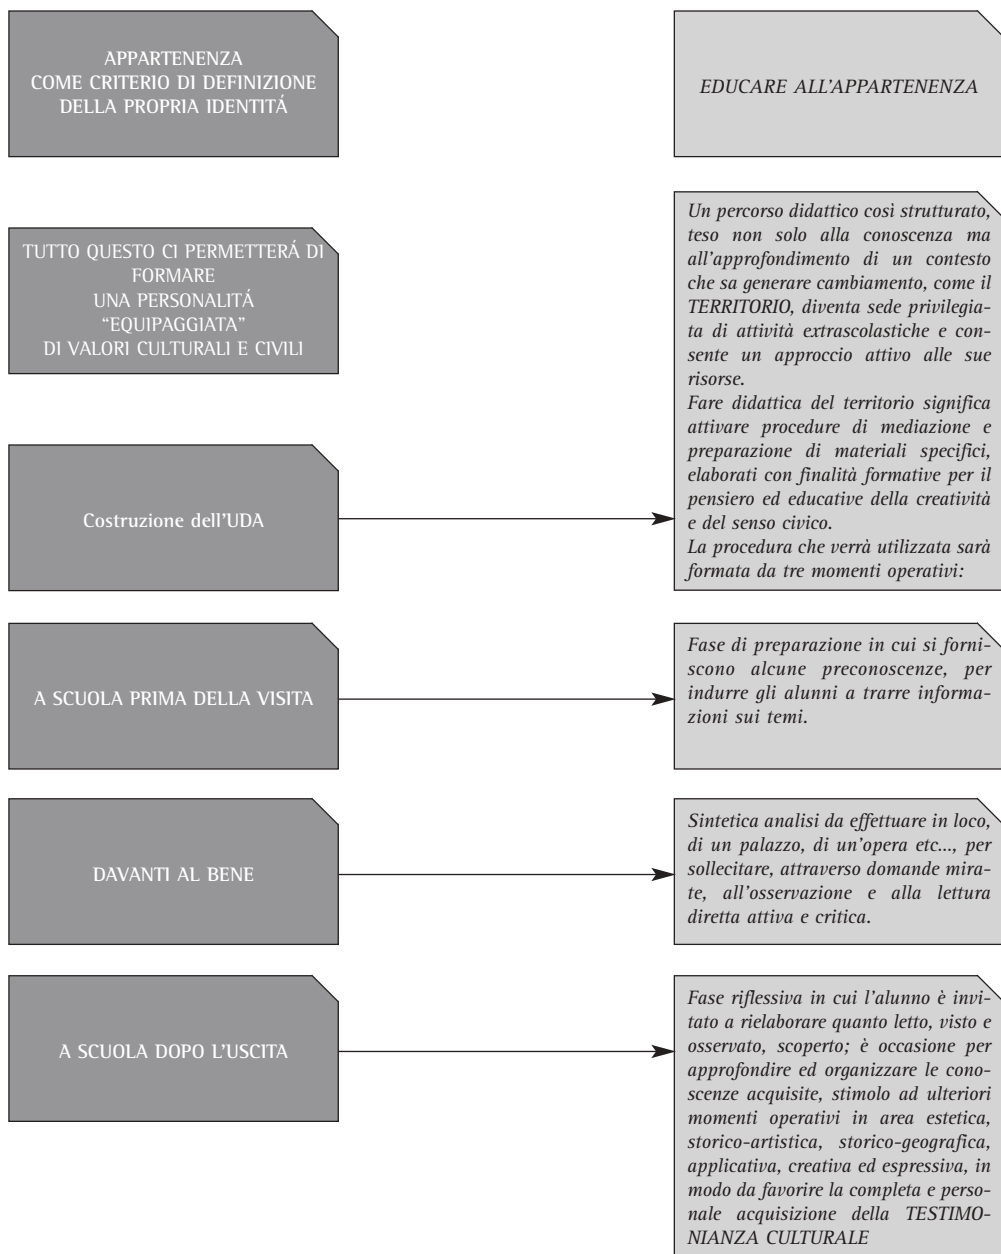 APPARTENENZA
COME CRITERIO DI DEFINIZIONE
DELLA PROPRIA IDENTITÁ
EDUCARE ALL'APPARTENENZA
TUTTO QUESTO CI PERMETTERÁ DI
FORMARE
UNA PERSONALITÁ
“EQUIPAGGIATA”
DI VALORI CULTURALI E CIVILI
Costruzione dell'UDA
Un percorso didattico così strutturato,
teso non solo alla conoscenza ma
all'approfondimento di un contesto
che sa generare cambiamento, come il
TERRITORIO, diventa sede privilegia-
ta di attività extrascolastiche e con-
sente un approccio attivo alle sue
risorse.
Fare didattica del territorio significa
attivare procedure di mediazione e
preparazione di materiali specifici,
elaborati con finalità formative per il
pensiero ed educative della creatività
e del senso civico.
La procedura che verrà utilizzata sarà
formata da tre momenti operativi:
A SCUOLA PRIMA DELLA VISITA
Fase di preparazione in cui si forni-
scono alcune preconoscenze, per
indurre gli alunni a trarre informa-
zioni sui temi.
DAVANTI AL BENE
Sintetica analisi da effettuare in loco,
di un palazzo, di un'opera etc..., per
sollecitare, attraverso domande mira-
te, all'osservazione e alla lettura
diretta attiva e critica.
A SCUOLA DOPO L'USCITA
Fase riflessiva in cui l'alunno è invi-
tato a rielaborare quanto letto, visto e
osservato, scoperto; è occasione per
approfondire ed organizzare le cono-
scenze acquisite, stimolo ad ulteriori
momenti operativi in area estetica,
storico-artistica, storico-geografica,
applicativa, creativa ed espressiva, in
modo da favorire la completa e perso-
nale acquisizione della TESTIMO-
NIANZA CULTURALE